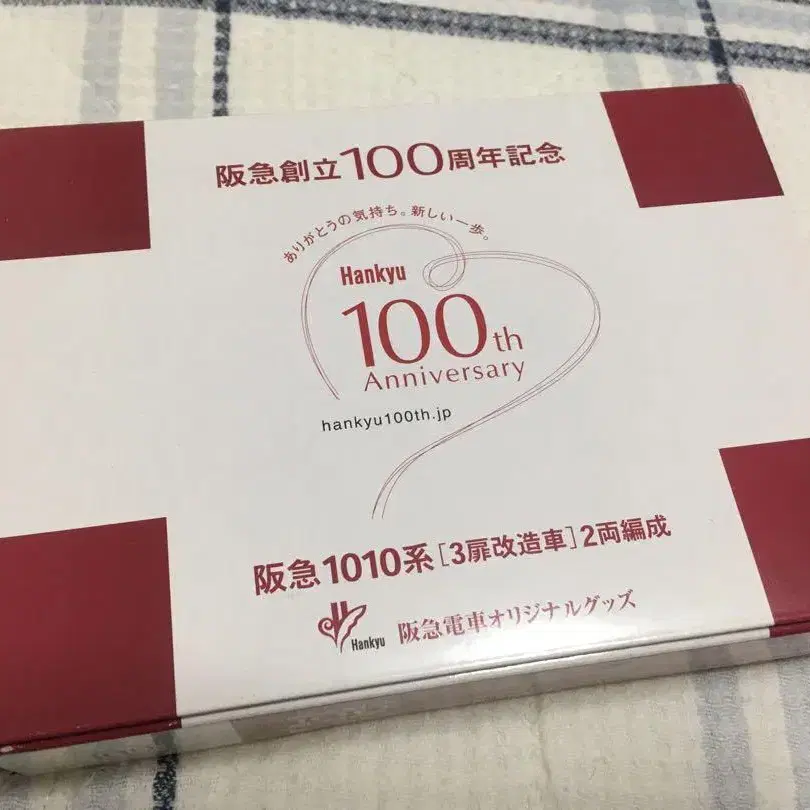 阪急創立100周年記念
ありがとうの気持ち。新しい一歩。
Hankyu
100th
Anniversary
hankyu100th.jp
阪急1010系［3扉改造車］2両編成
Hankyu 阪急電車オリジナルグッズ